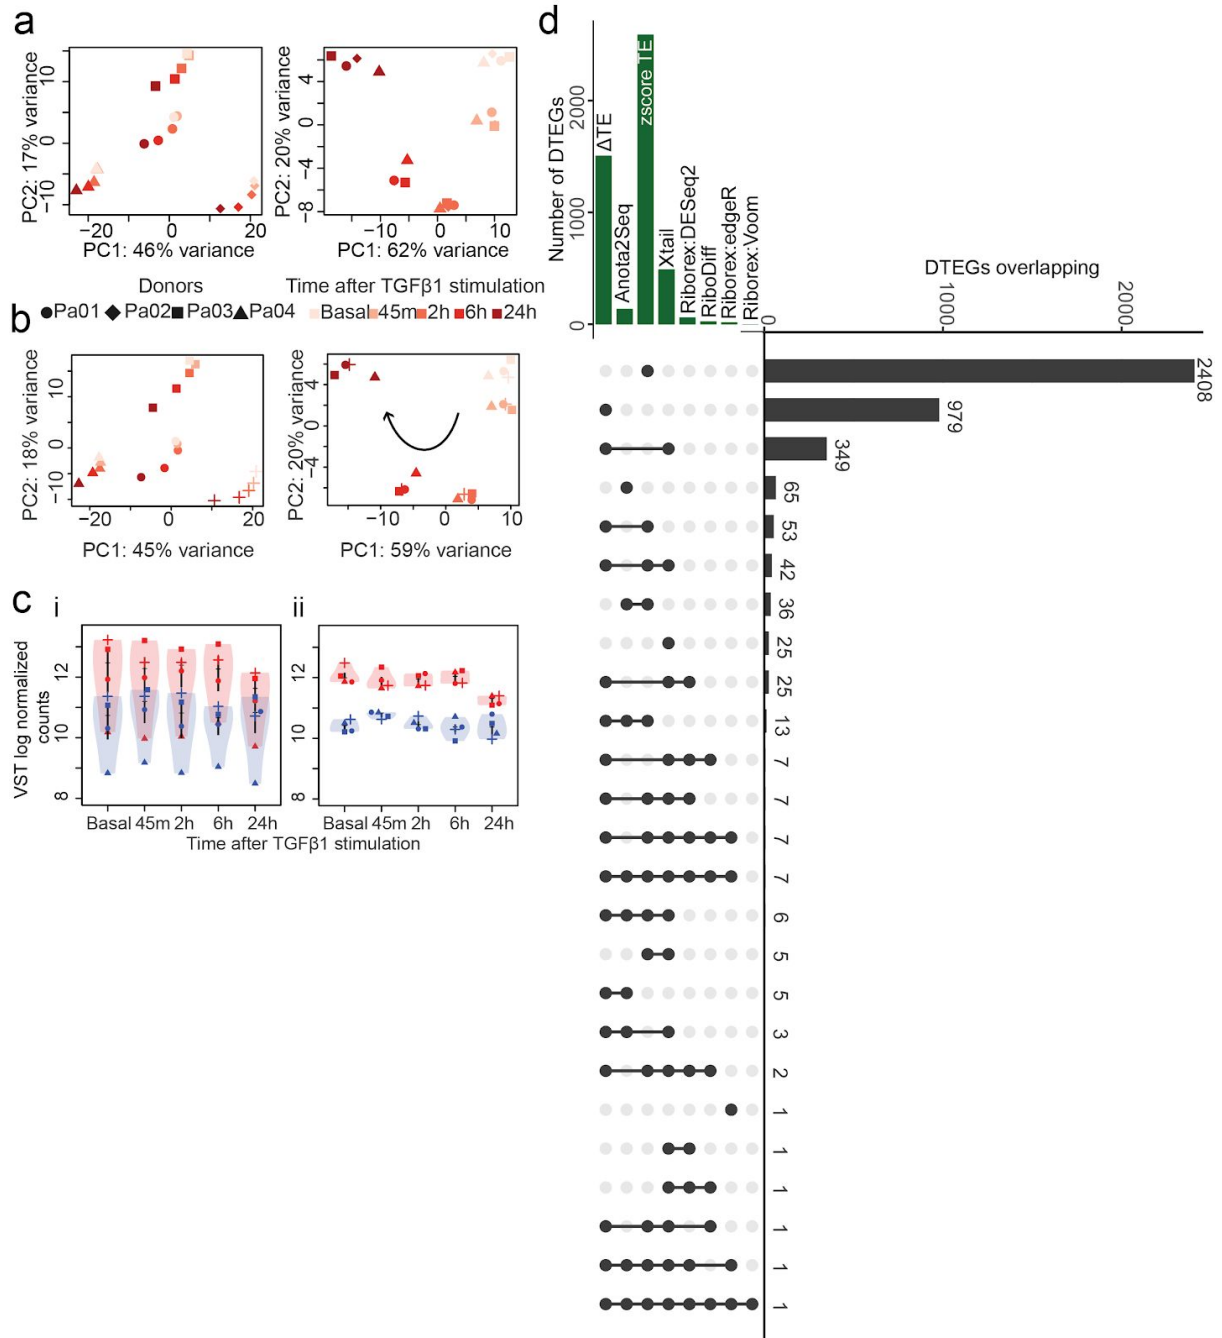 a
PC2: 17% variance
10
0
−10
−20
0
20
PC1: 46% variance
PC2: 20% variance
4
0
−4
−8
−10
0
10
PC1: 62% variance
Donors
Pa01 Pa02 Pa03 Pa04
Time after TGFβ1 stimulation
Basal 45m 2h 6h 24h
b
PC2: 18% variance
10
0
−10
−20
0
20
PC1: 45% variance
PC2: 20% variance
4
0
−4
−10
0
10
PC1: 59% variance
c
i
ii
VST log normalized
counts
12
10
8
Basal 45m 2h 6h 24h
12
10
8
Basal 45m 2h 6h 24h
Time after TGFβ1 stimulation
d
Number of DTEGs
2000
1000
0
ΔTE
Anota2Seq
zscore TE
Xtail
Riborex:DESeq2
RiboDiff
Riborex:edgeR
Riborex:Voom
DTEGs overlapping
0
1000
2000
2408
979
349
65
53
42
36
25
25
13
7
7
7
7
6
5
5
3
2
1
1
1
1
1
1